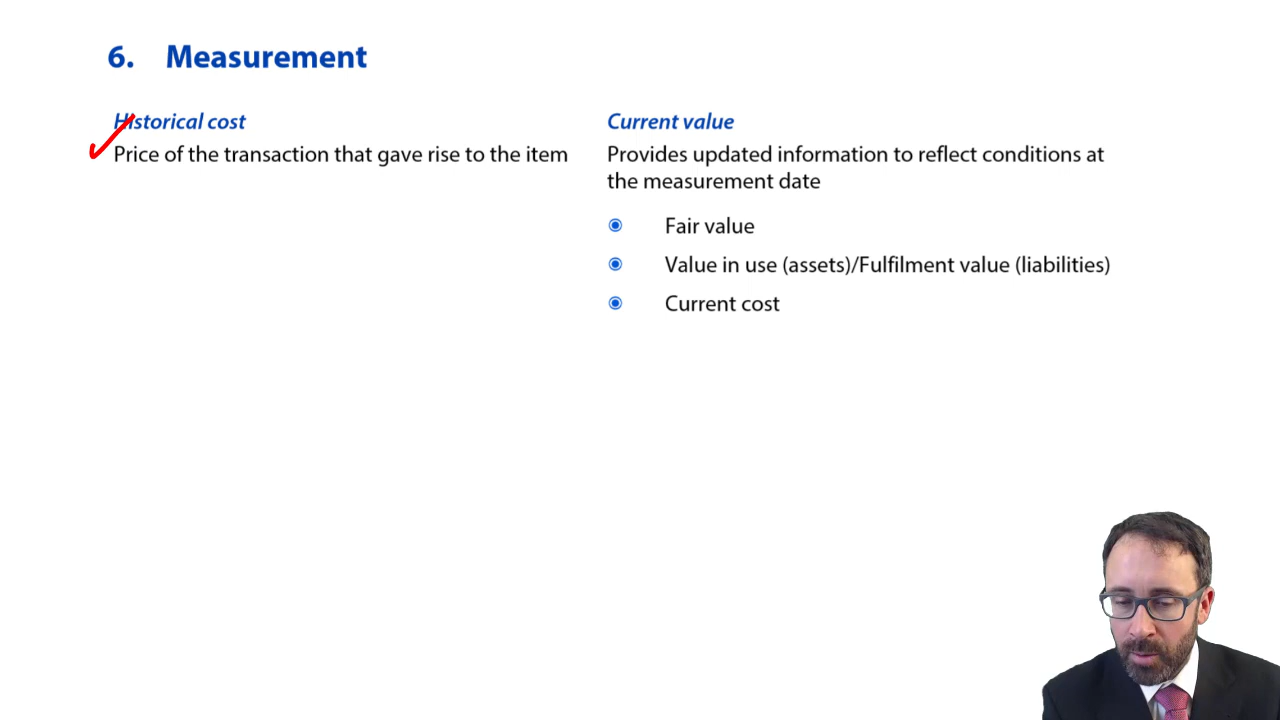 6. Measurement
Historical cost
Price of the transaction that gave rise to the item
Current value
Provides updated information to reflect conditions at
the measurement date
Fair value
Value in use (assets)/Fulfilment value (liabilities)
Current cost